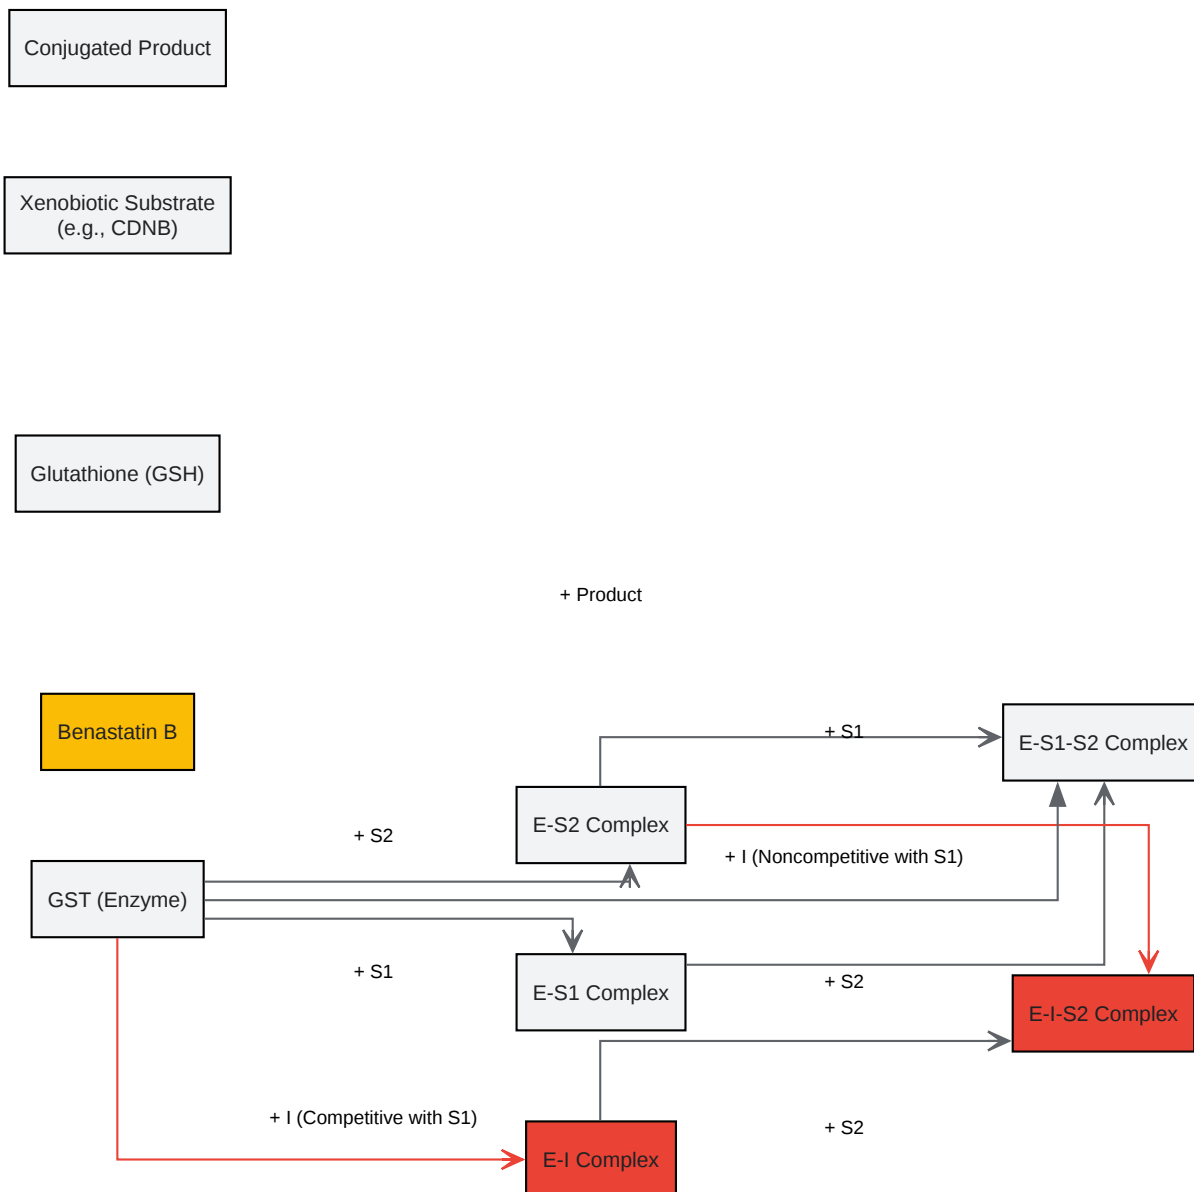 Conjugated Product
Xenobiotic Substrate
(e.g., CDNB)
Glutathione (GSH)
+ Product
Benastatin B
+ S1
E-S1-S2 Complex
E-S2 Complex
+ S2
+ I (Noncompetitive with S1)
GST (Enzyme)
+ S1
+ S2
E-S1 Complex
E-I-S2 Complex
+ I (Competitive with S1)
+ S2
E-I Complex